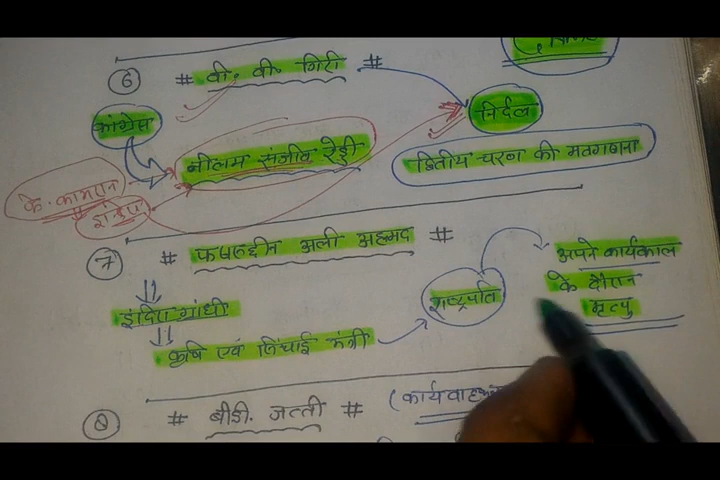 ⑥ # वी. वी. गिरी #
कांग्रेस
निर्दल
नीलम संजीव रेड्डी
द्वितीय चरण की मतगणना
के. कामराज
⑦ # फखरुद्दीन अली अहमद #
अपने कार्यकाल
के दौरान
मृत्यु
इंदिरा गांधी
राष्ट्रपति
कृषि एवं सिंचाई मंत्री
⑧ # बी.डी. जत्ती #